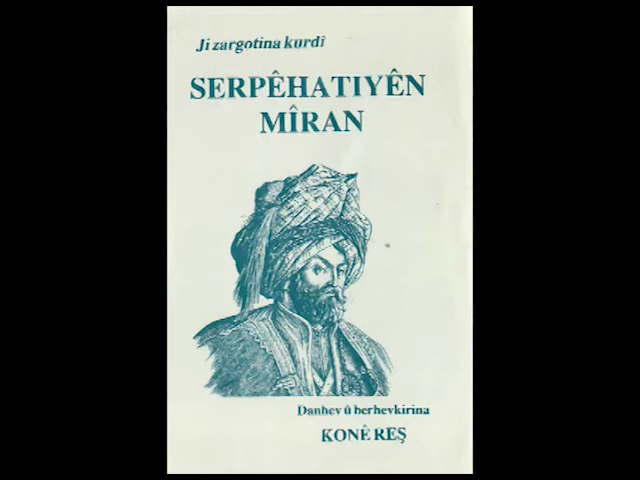 Ji zargotina kurdî
SERPÊHATIYÊN
MÎRAN
Danhev û berhevkirina
KONÊ REŞ